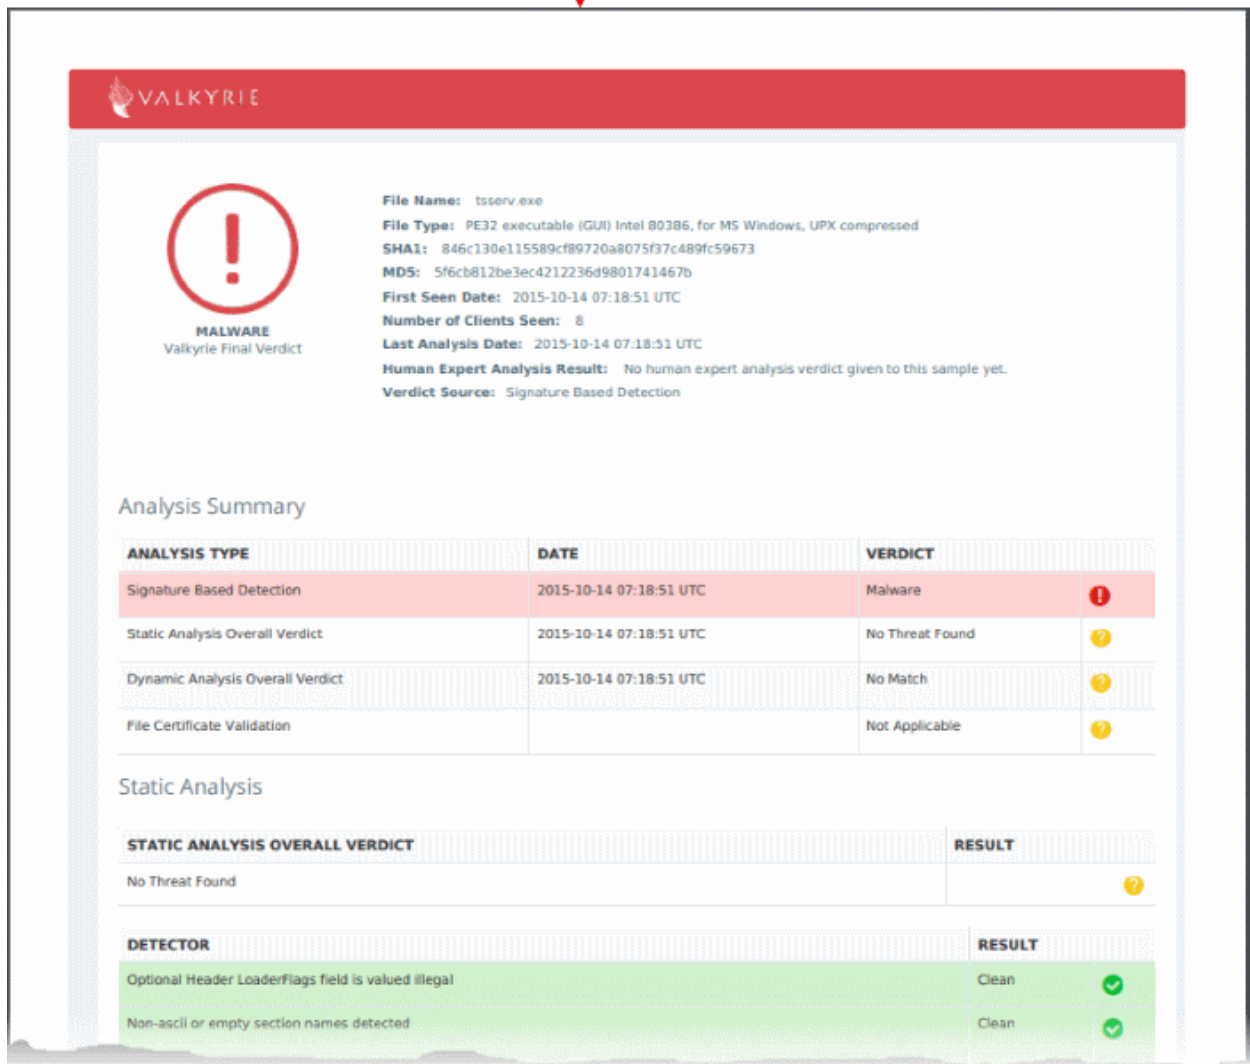 VALKYRIE
File Name: tsserv.exe
File Type: PE32 executable (GUI) Intel 80386, for MS Windows, UPX compressed
SHA1: 846c130e115589cf89720a8075f37c489fc59673
MD5: 5f6cb812be3ec4212236d9801741467b
First Seen Date: 2015-10-14 07:18:51 UTC
Number of Clients Seen: 8
MALWARE
Valkyrie Final Verdict
Last Analysis Date: 2015-10-14 07:18:51 UTC
Human Expert Analysis Result: No human expert analysis verdict given to this sample yet.
Verdict Source: Signature Based Detection
Analysis Summary
ANALYSIS TYPE DATE VERDICT
Signature Based Detection 2015-10-14 07:18:51 UTC Malware
Static Analysis Overall Verdict 2015-10-14 07:18:51 UTC No Threat Found
Dynamic Analysis Overall Verdict 2015-10-14 07:18:51 UTC No Match
File Certificate Validation Not Applicable
Static Analysis
STATIC ANALYSIS OVERALL VERDICT RESULT
No Threat Found
DETECTOR RESULT
Optional Header LoaderFlags field is valued illegal Clean
Non-ascii or empty section names detected Clean